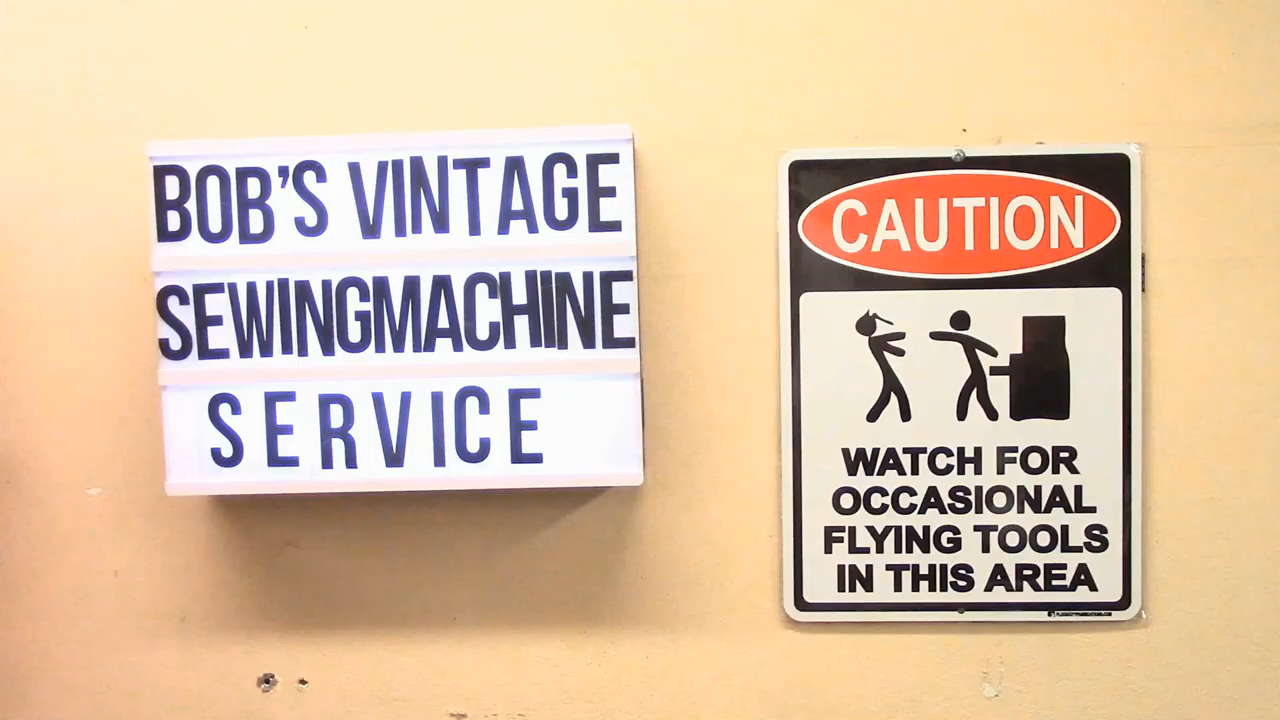 BOB'S VINTAGE
SEWINGMACHINE
SERVICE
CAUTION
WATCH FOR
OCCASIONAL
FLYING TOOLS
IN THIS AREA